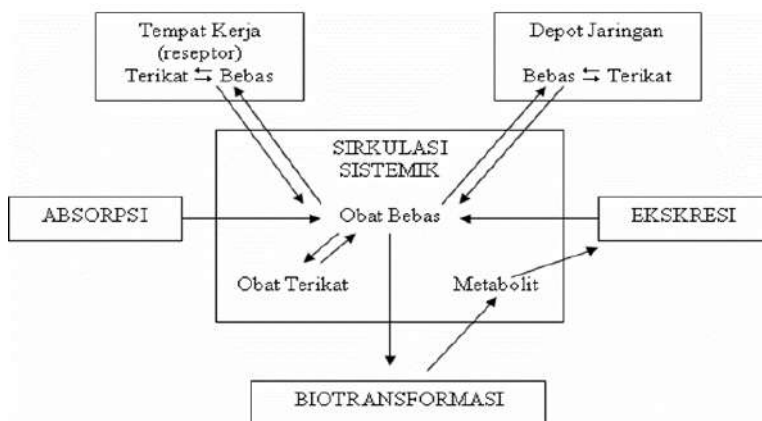 Tempat Kerja
(reseptor)
Terikat ⇆ Bebas
Depot Jaringan
Bebas ⇆ Terikat
SIRKULASI
SISTEMIK
ABSORPSI
Obat Bebas
EKSKRESI
Obat Terikat
Metabolit
BIOTRANSFORMASI